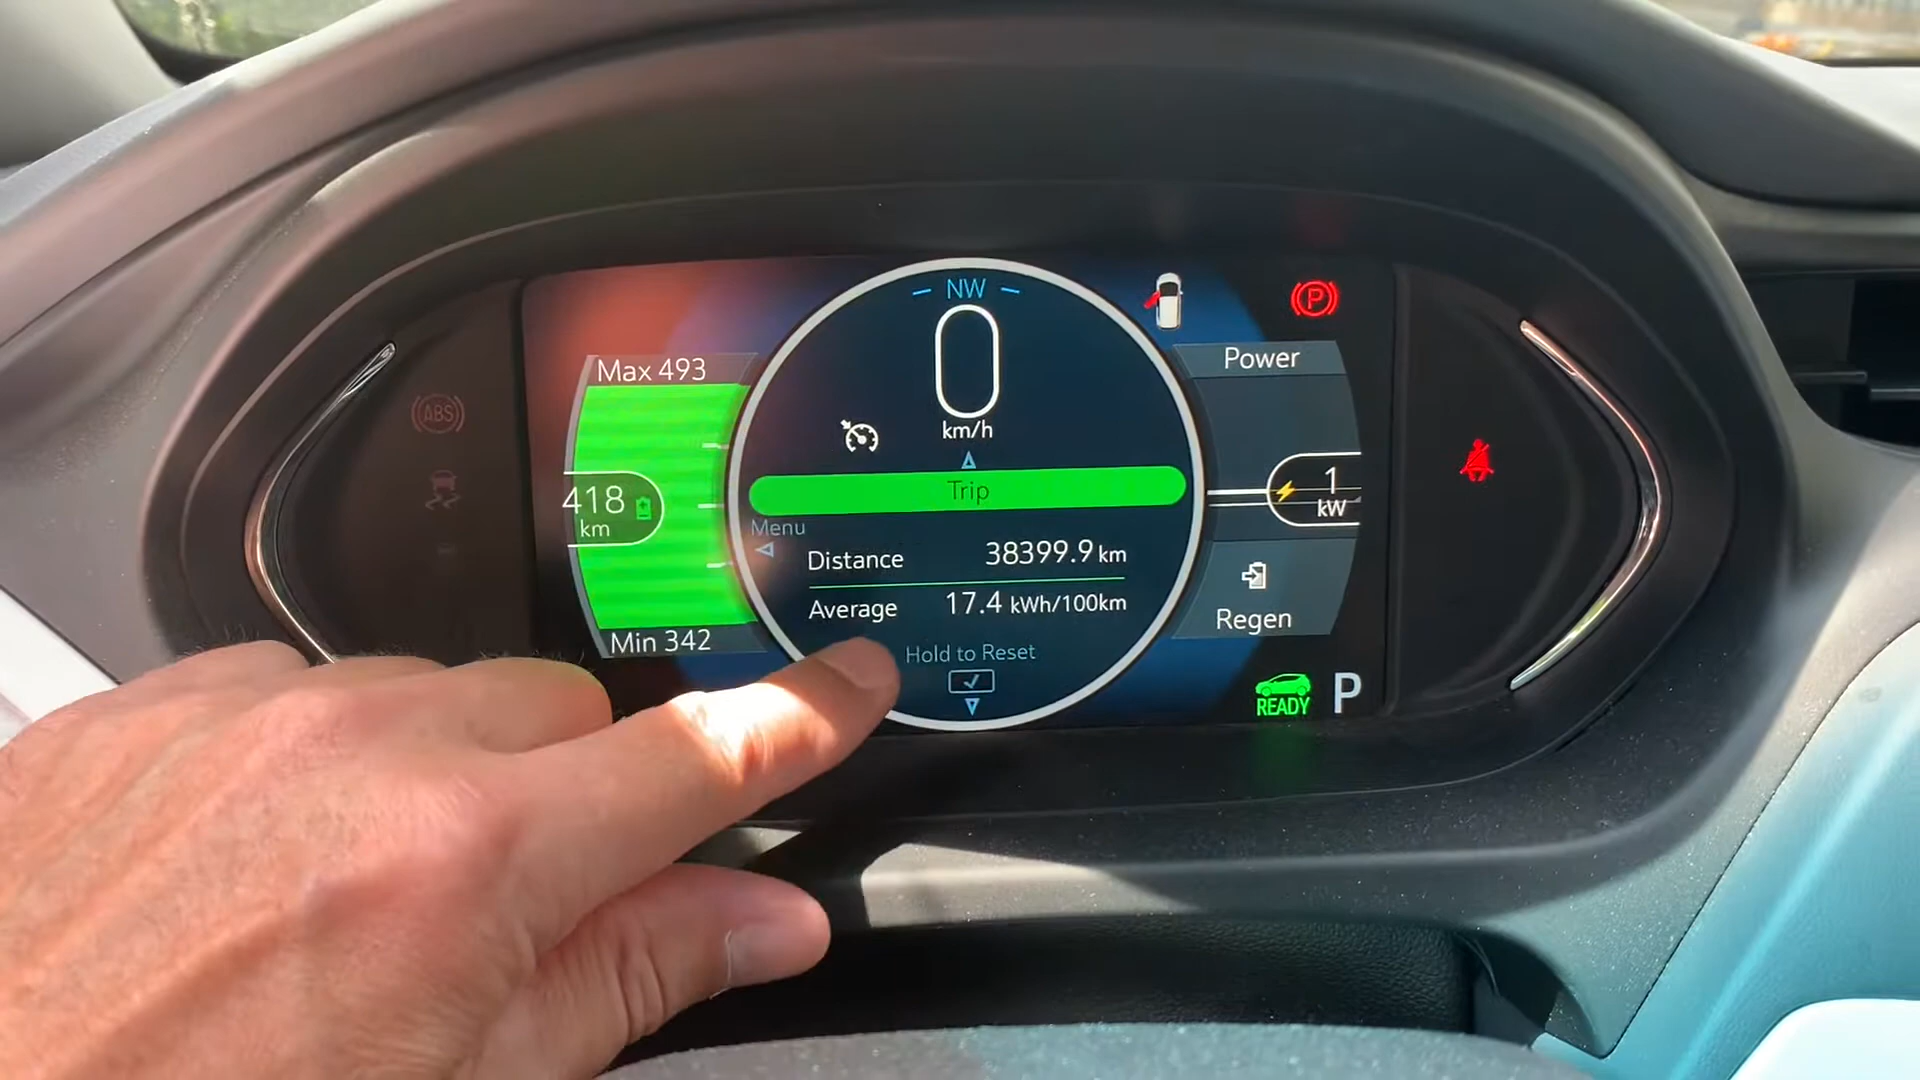 NW
0
km/h
Max 493
418
km
Min 342
ABS
Trip
Menu
Distance 38399.9 km
Average 17.4 kWh/100km
Hold to Reset
P
Power
1
kW
Regen
READY
P